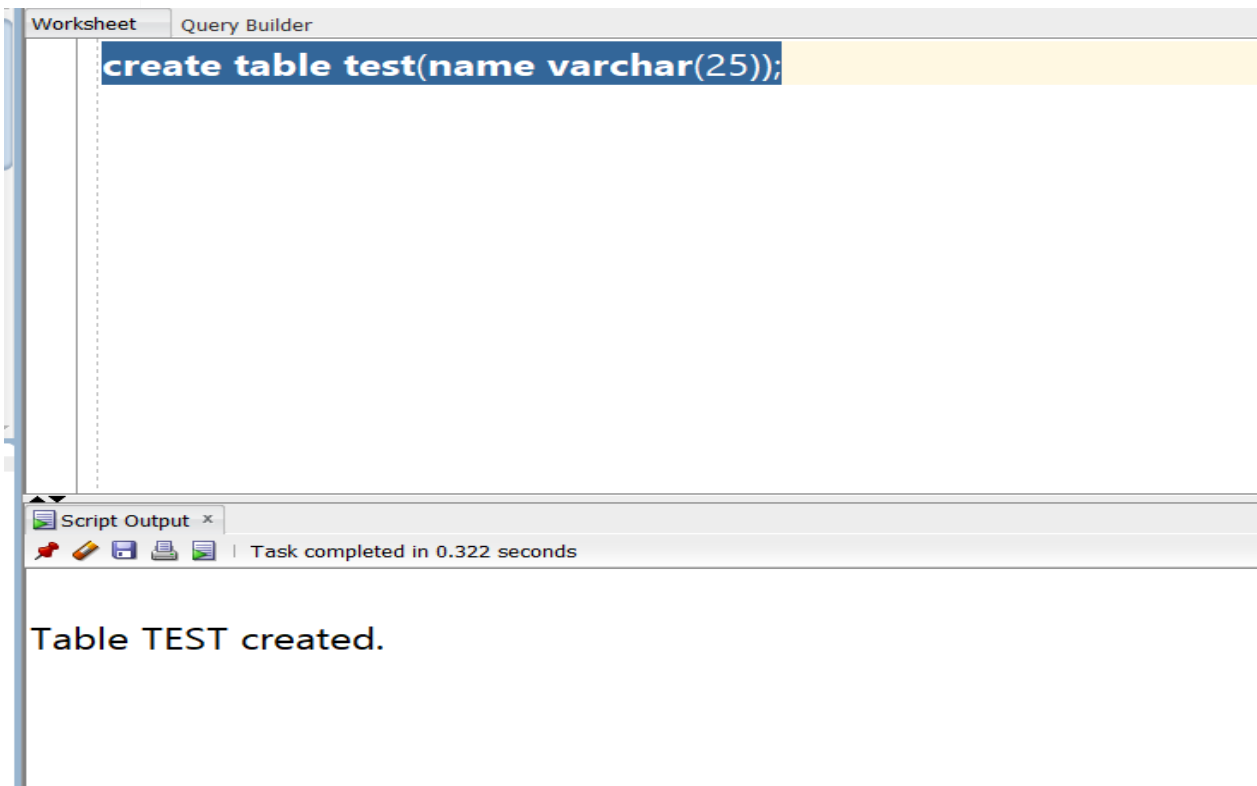 Worksheet Query Builder
create table test(name varchar(25));
Script Output ×
Task completed in 0.322 seconds
Table TEST created.